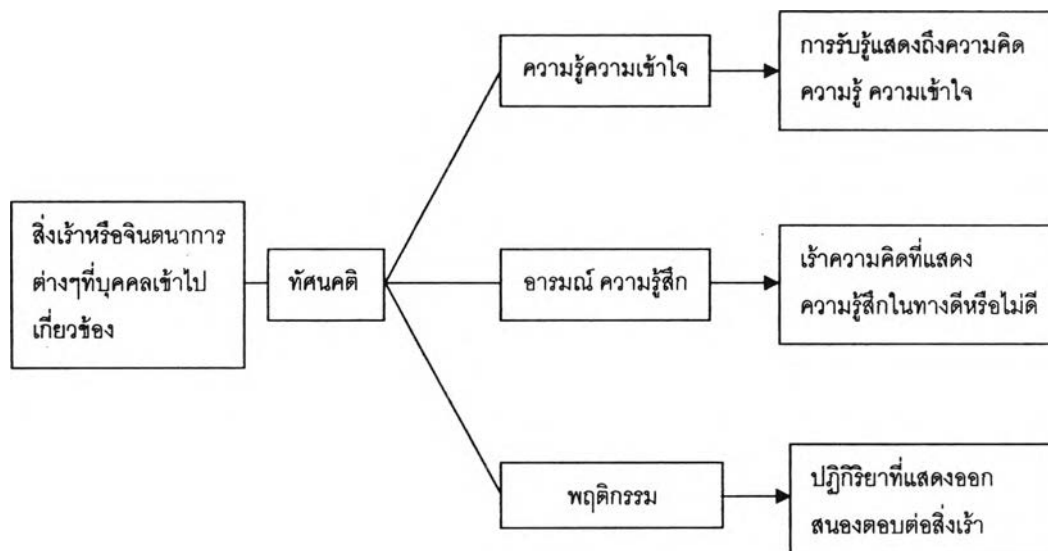 ความรู้ความเข้าใจ
การรับรู้แสดงถึงความคิด
ความรู้ ความเข้าใจ
สิ่งเร้าหรือจินตนาการ
ต่างๆที่บุคคลเข้าไป
เกี่ยวข้อง
ทัศนคติ
อารมณ์ ความรู้สึก
เร้าความคิดที่แสดง
ความรู้สึกในทางดีหรือไม่ดี
พฤติกรรม
ปฏิกิริยาที่แสดงออก
สนองตอบต่อสิ่งเร้า